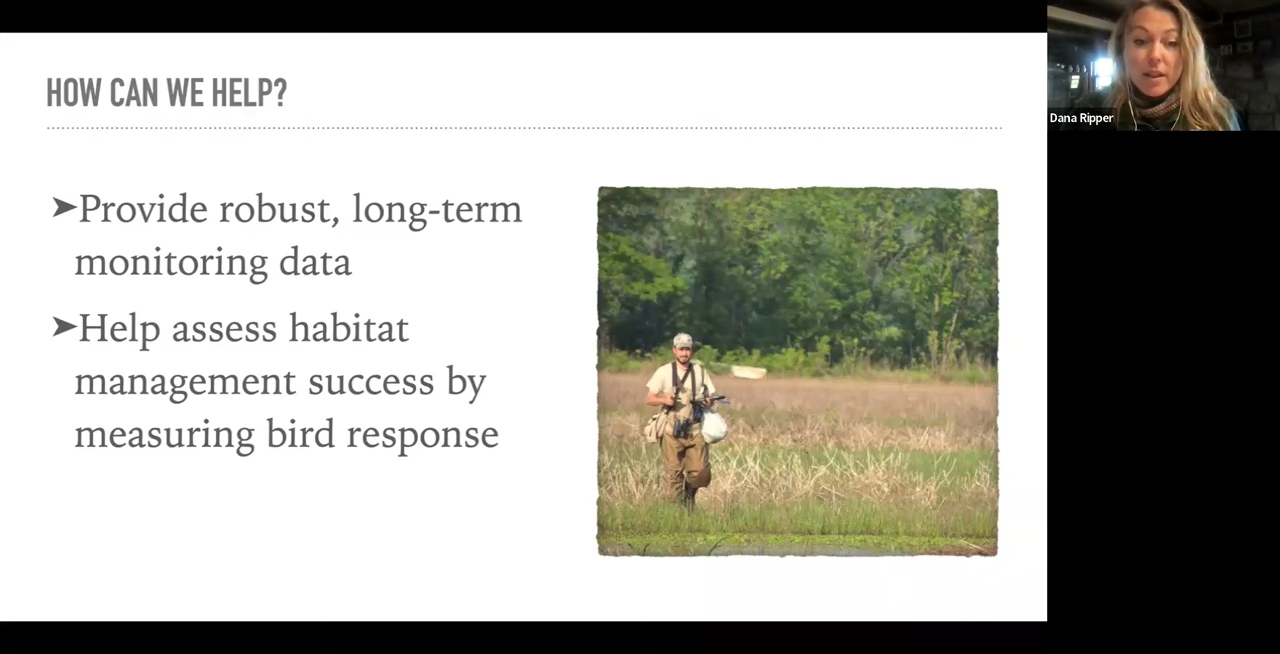 HOW CAN WE HELP?
➤Provide robust, long-term
monitoring data
➤Help assess habitat
management success by
measuring bird response
Dana Ripper